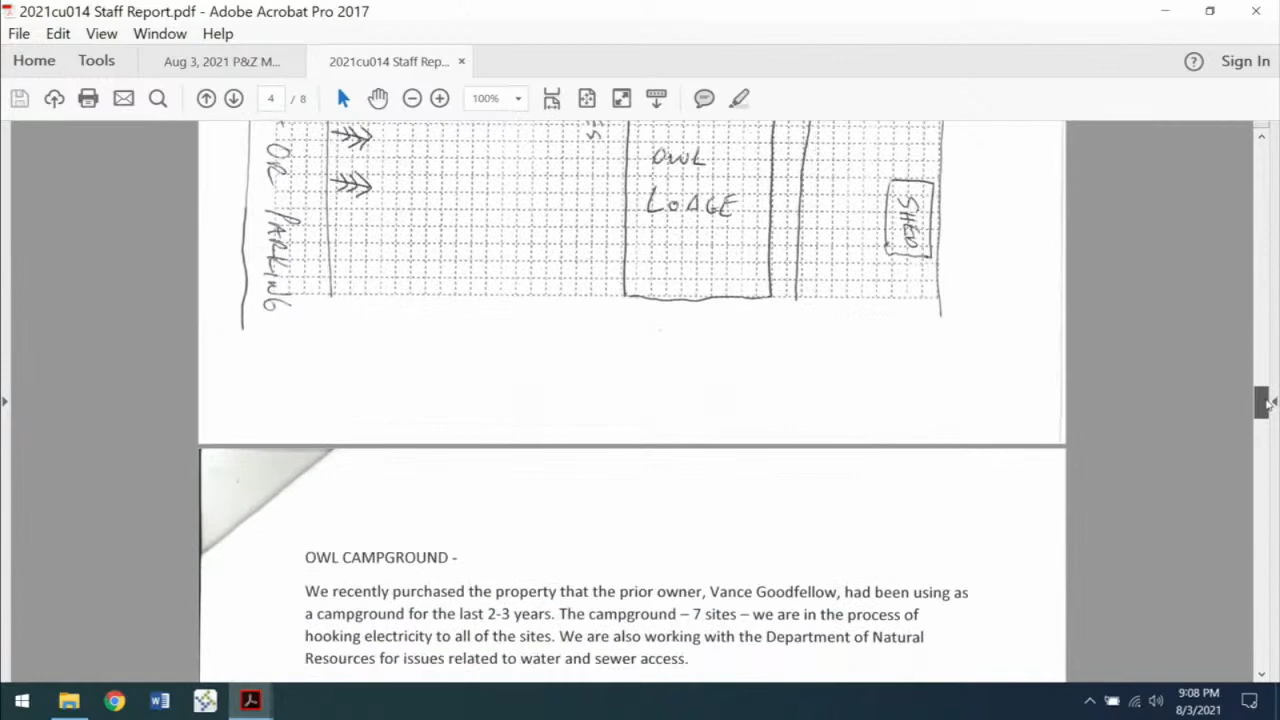 2021cu014 Staff Report.pdf - Adobe Acrobat Pro 2017
File Edit View Window Help
Home Tools Aug 3, 2021 P&Z M... 2021cu014 Staff Rep... ×
Sign In
4 / 8 100%
OR PARKING
OWL
LODGE
SHED
OWL CAMPGROUND -
We recently purchased the property that the prior owner, Vance Goodfellow, had been using as
a campground for the last 2-3 years. The campground – 7 sites – we are in the process of
hooking electricity to all of the sites. We are also working with the Department of Natural
Resources for issues related to water and sewer access.
9:08 PM
8/3/2021